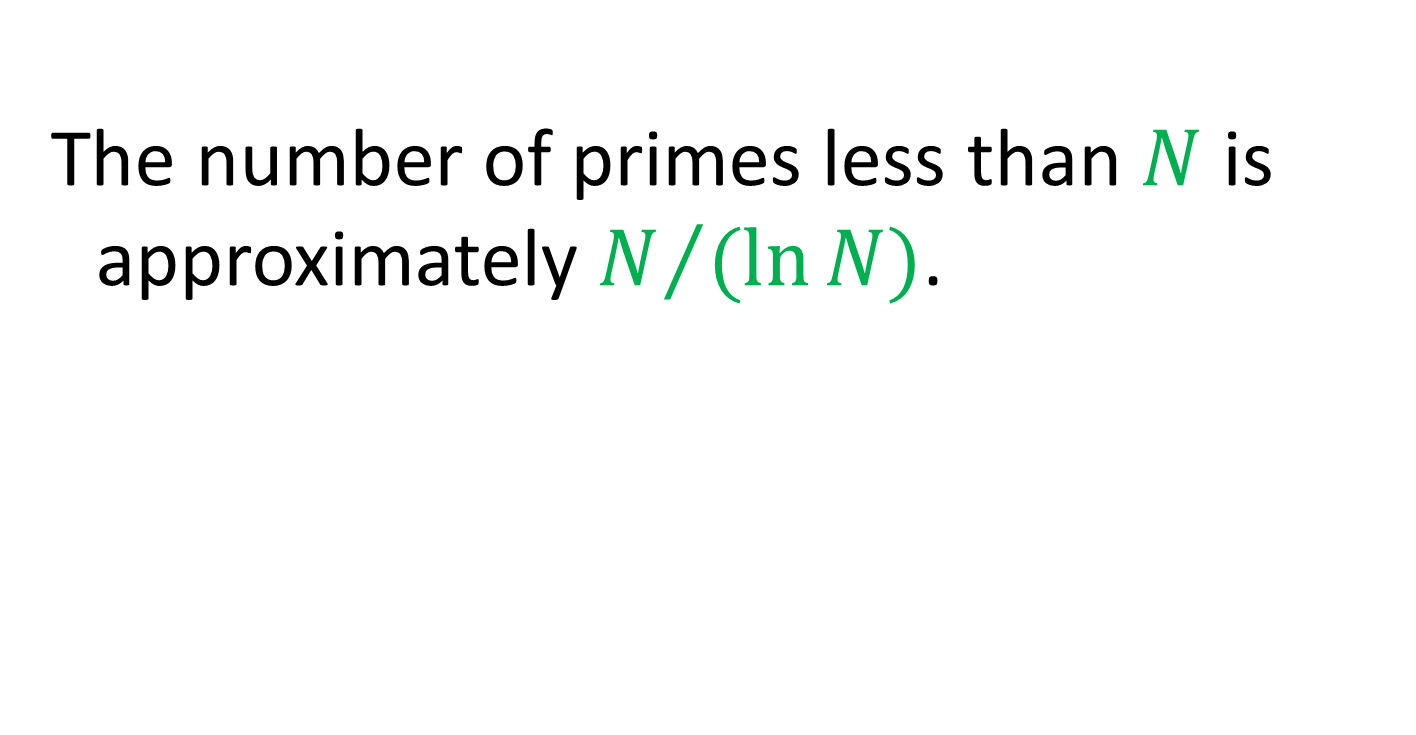 The number of primes less than N is
approximately N/(ln N).